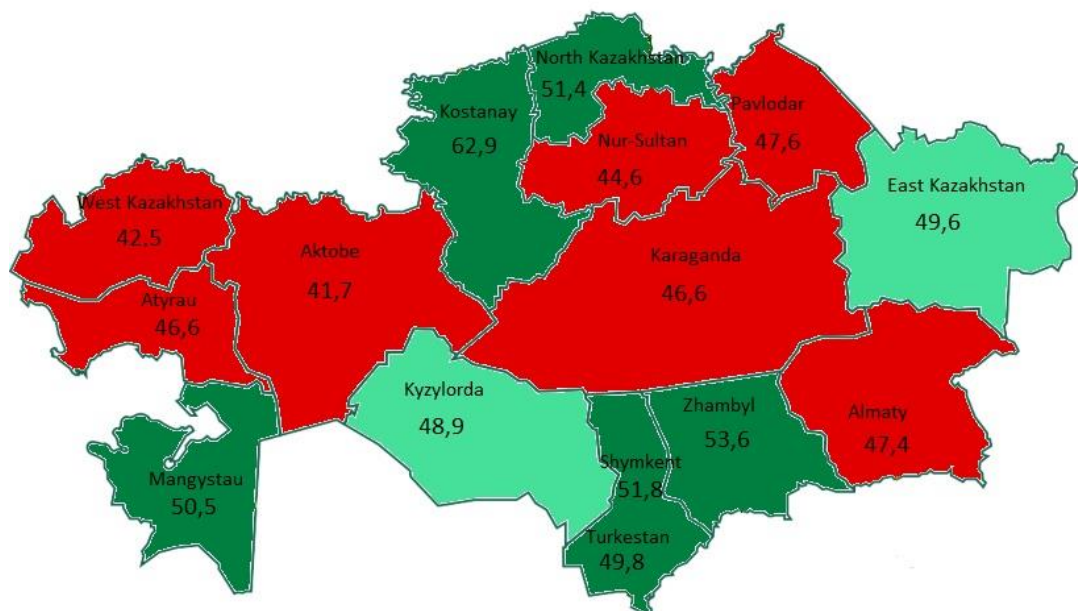 North Kazakhstan
51,4
Kostanay
62,9
Pavlodar
47,6
Nur-Sultan
44,6
East Kazakhstan
49,6
West Kazakhstan
42,5
Aktobe
41,7
Karaganda
46,6
Atyrau
46,6
Kyzylorda
48,9
Zhambyl
53,6
Almaty
47,4
Shymkent
51,8
Mangystau
50,5
Turkestan
49,8